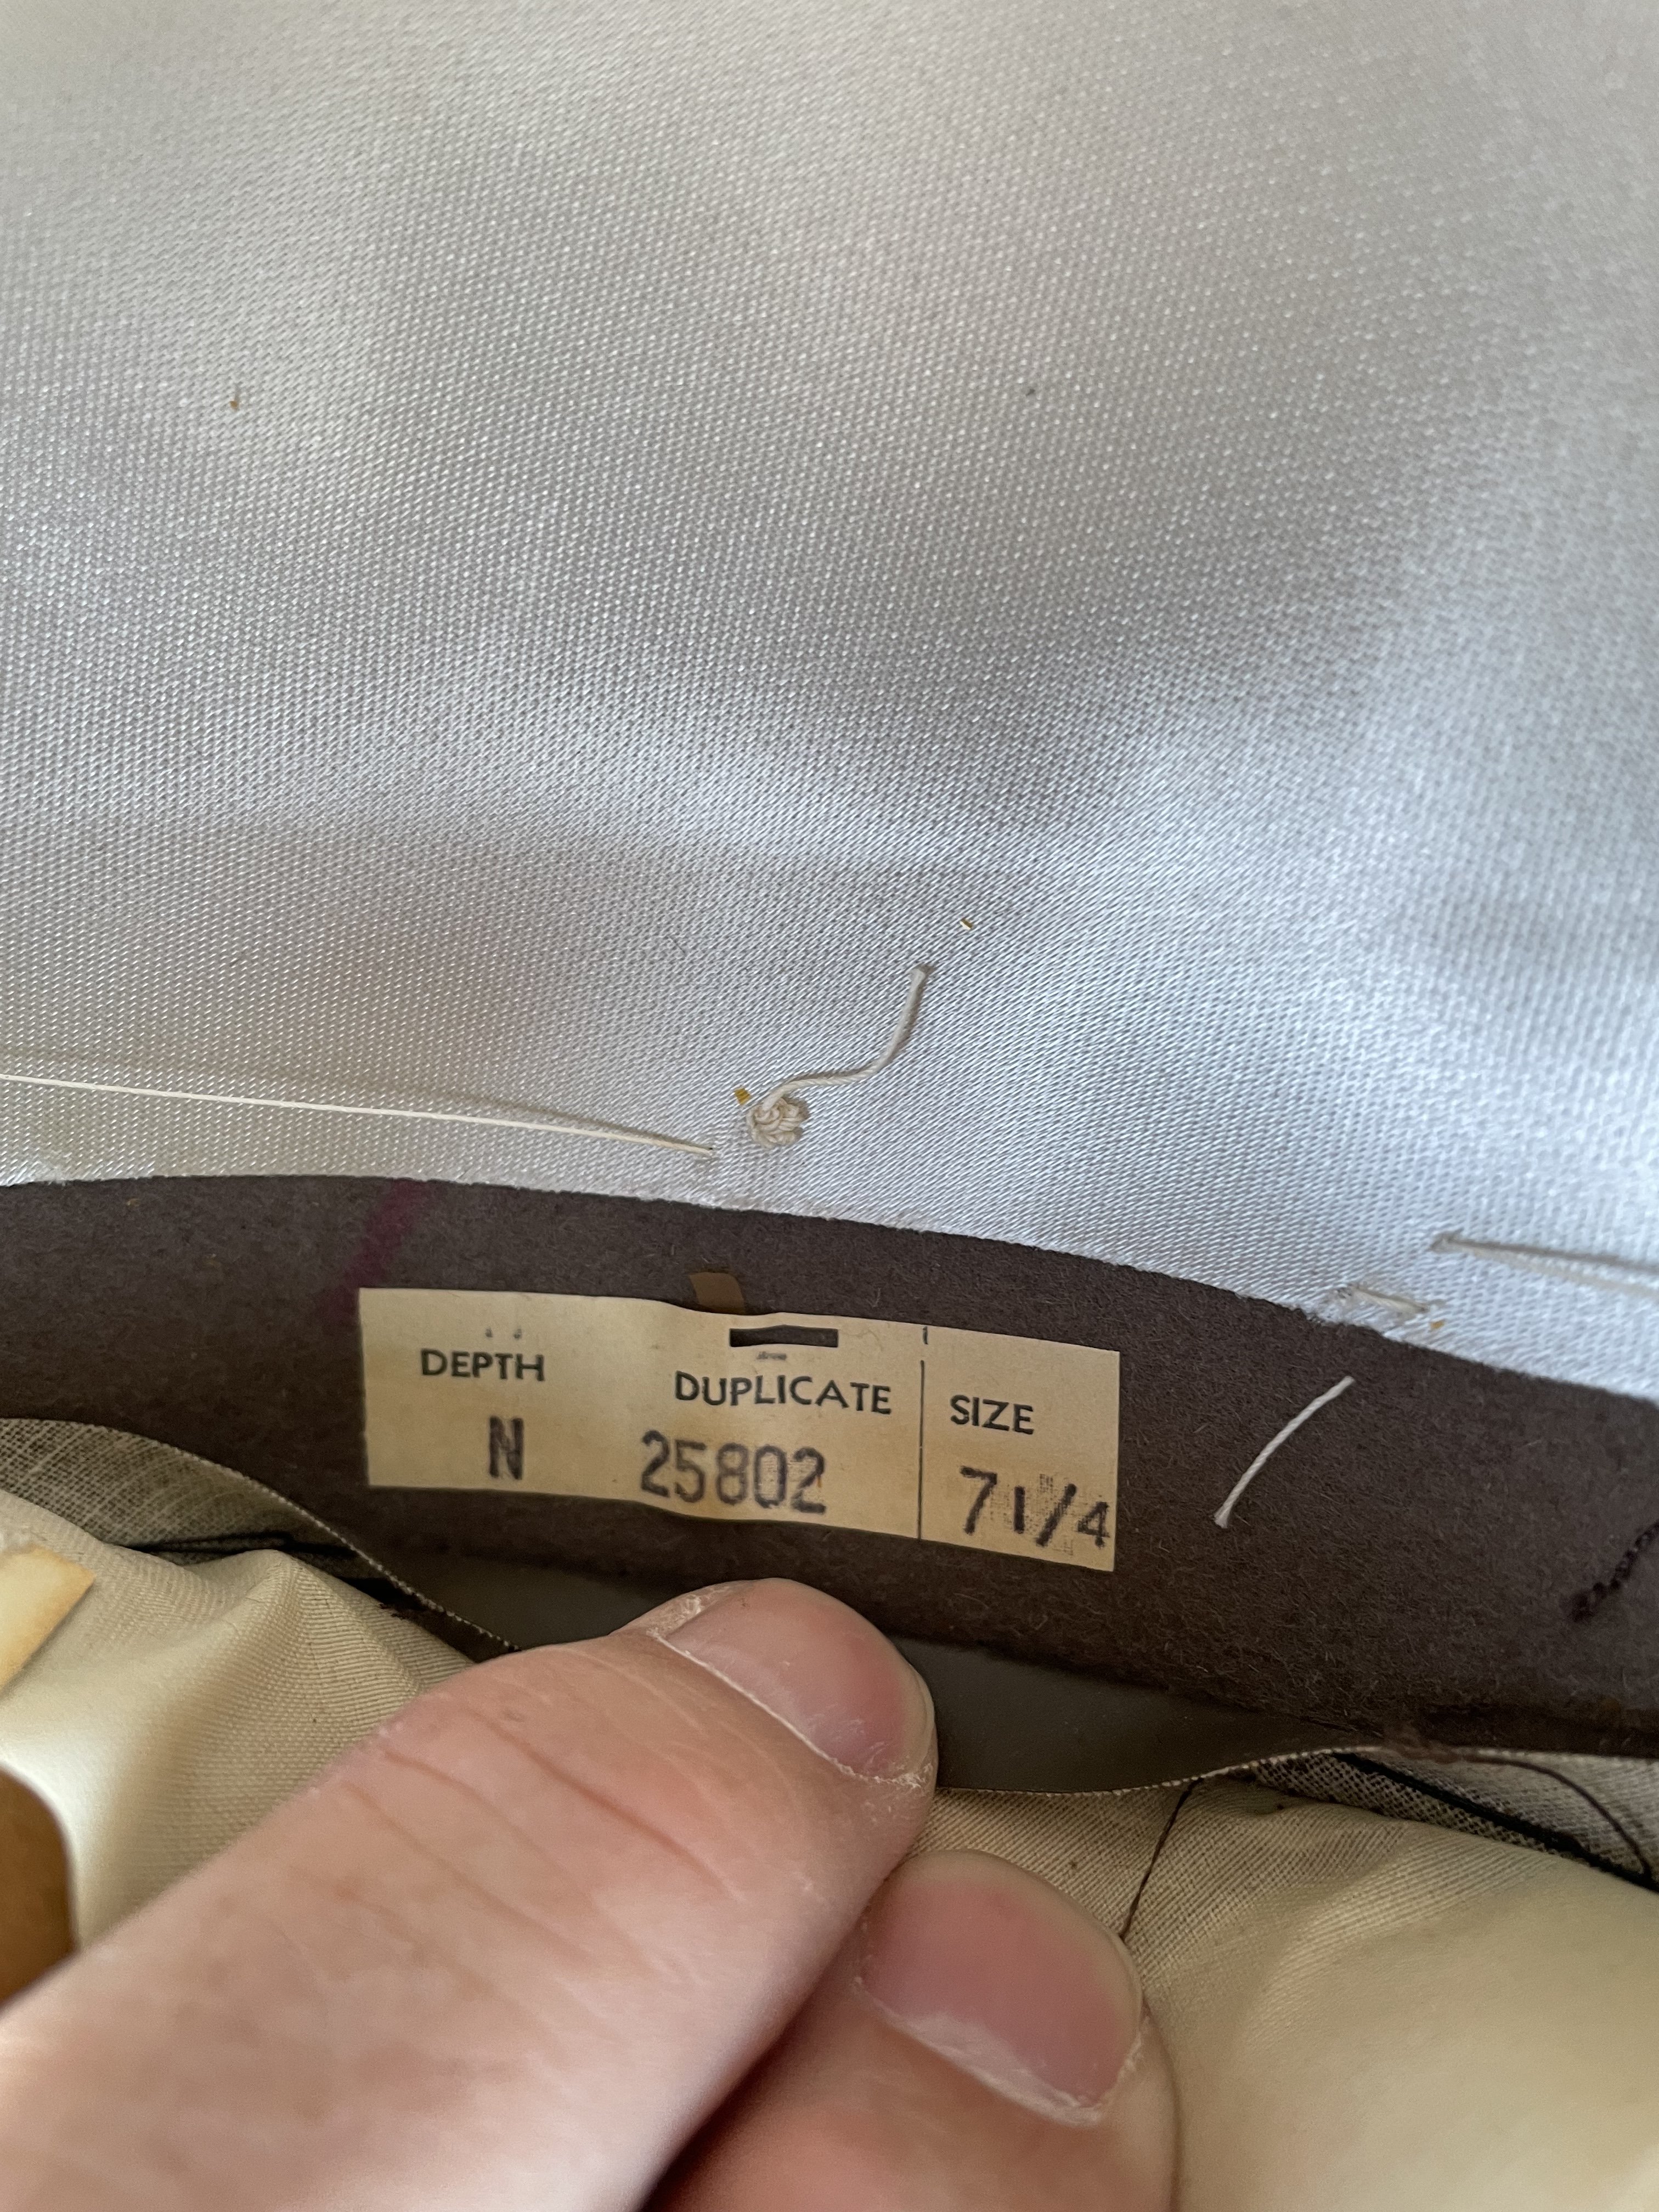 DEPTH DUPLICATE SIZE
N 25802 7 1/4